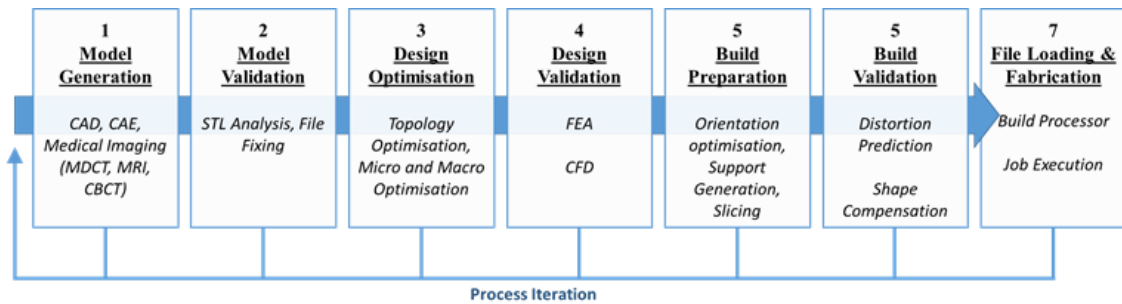 1
Model
Generation
CAD, CAE,
Medical Imaging
(MDCT, MRI,
CBCT)
2
Model
Validation
STL Analysis, File
Fixing
3
Design
Optimisation
Topology
Optimisation,
Micro and Macro
Optimisation
4
Design
Validation
FEA
CFD
5
Build
Preparation
Orientation
optimisation,
Support
Generation,
Slicing
5
Build
Validation
Distortion
Prediction
Shape
Compensation
7
File Loading &
Fabrication
Build Processor
Job Execution
Process Iteration